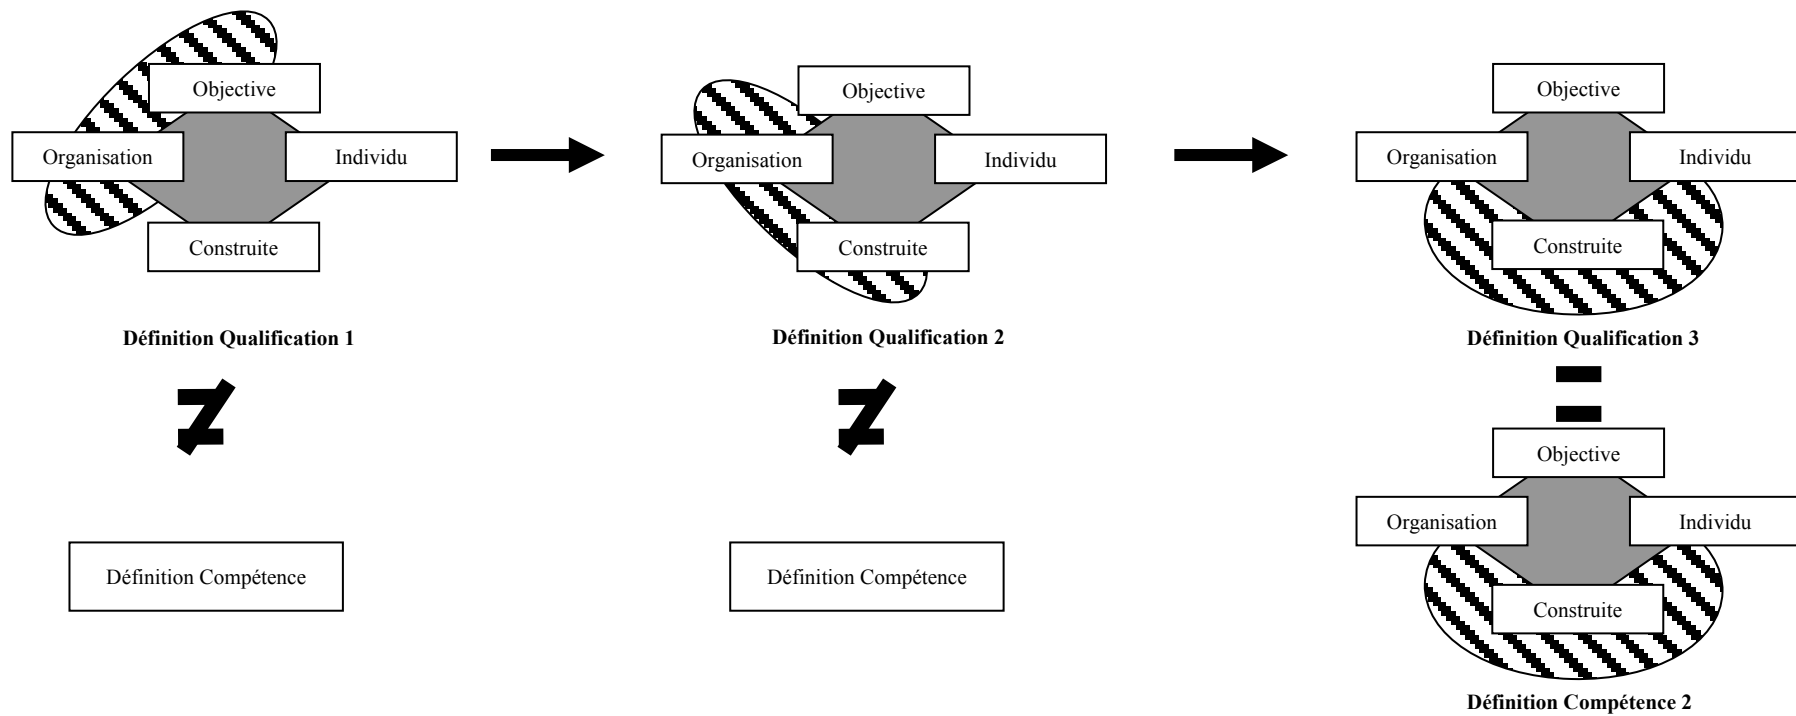 Objective
Organisation
Individu
Construite
Définition Qualification 1
Objective
Organisation
Individu
Construite
Définition Qualification 2
Objective
Organisation
Individu
Construite
Définition Qualification 3
≠
≠
=
Définition Compétence
Définition Compétence
Objective
Organisation
Individu
Construite
Définition Compétence 2